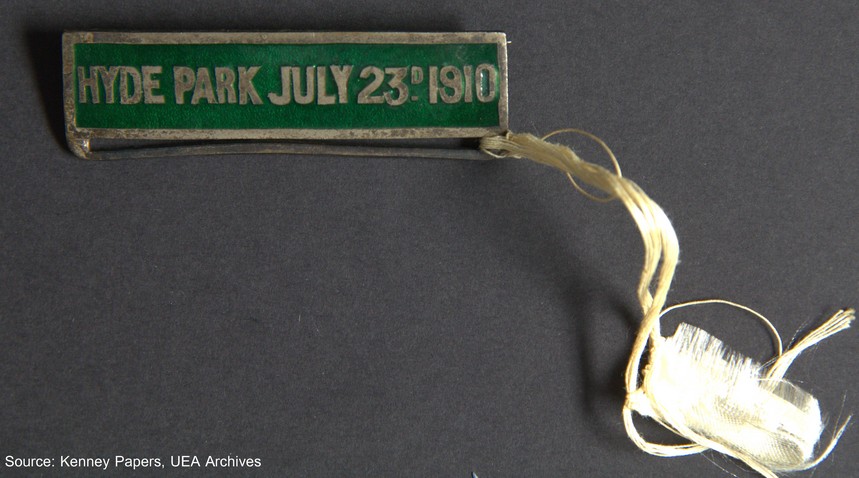 HYDE PARK JULY 23D 1910
Source: Kenney Papers, UEA Archives